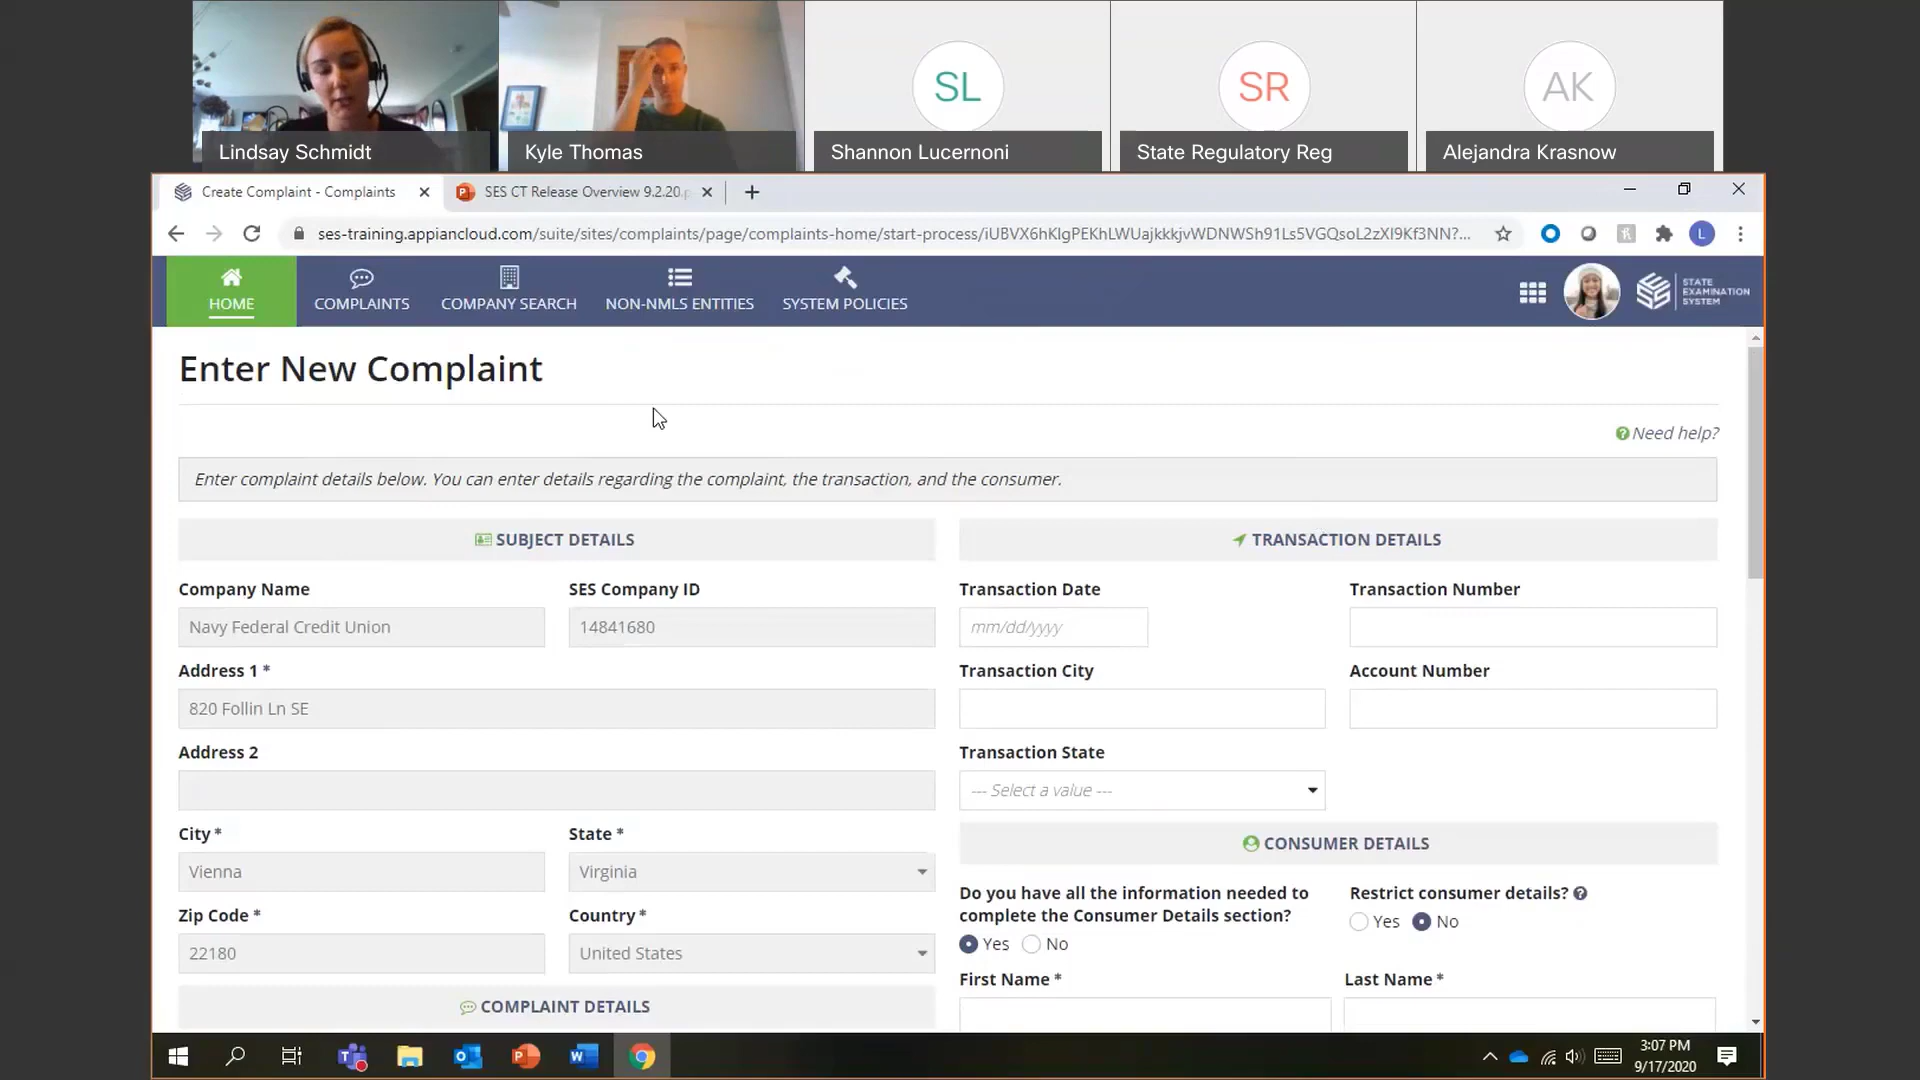 SL
SR
AK
Lindsay Schmidt
Kyle Thomas
Shannon Lucernoni
State Regulatory Reg
Alejandra Krasnow
Create Complaint - Complaints
SES CT Release Overview 9.2.20.p
ses-training.appiancloud.com/suite/sites/complaints/page/complaints-home/start-process/iUBVX6hKlgPEKhLWUajkkkjvWDNWSh91Ls5VGQsoL2zXI9Kf3NN?...
L
HOME
COMPLAINTS
COMPANY SEARCH
NON-NMLS ENTITIES
SYSTEM POLICIES
STATE
EXAMINATION
SYSTEM
Enter New Complaint
Need help?
Enter complaint details below. You can enter details regarding the complaint, the transaction, and the consumer.
SUBJECT DETAILS
TRANSACTION DETAILS
Company Name
SES Company ID
Transaction Date
Transaction Number
Navy Federal Credit Union
14841680
mm/dd/yyyy
Address 1 *
Transaction City
Account Number
820 Follin Ln SE
Address 2
Transaction State
--- Select a value ---
City *
State *
CONSUMER DETAILS
Vienna
Virginia
Do you have all the information needed to
complete the Consumer Details section?
Restrict consumer details?
Yes No
Zip Code *
Country *
Yes No
22180
United States
First Name *
Last Name *
COMPLAINT DETAILS
3:07 PM
9/17/2020